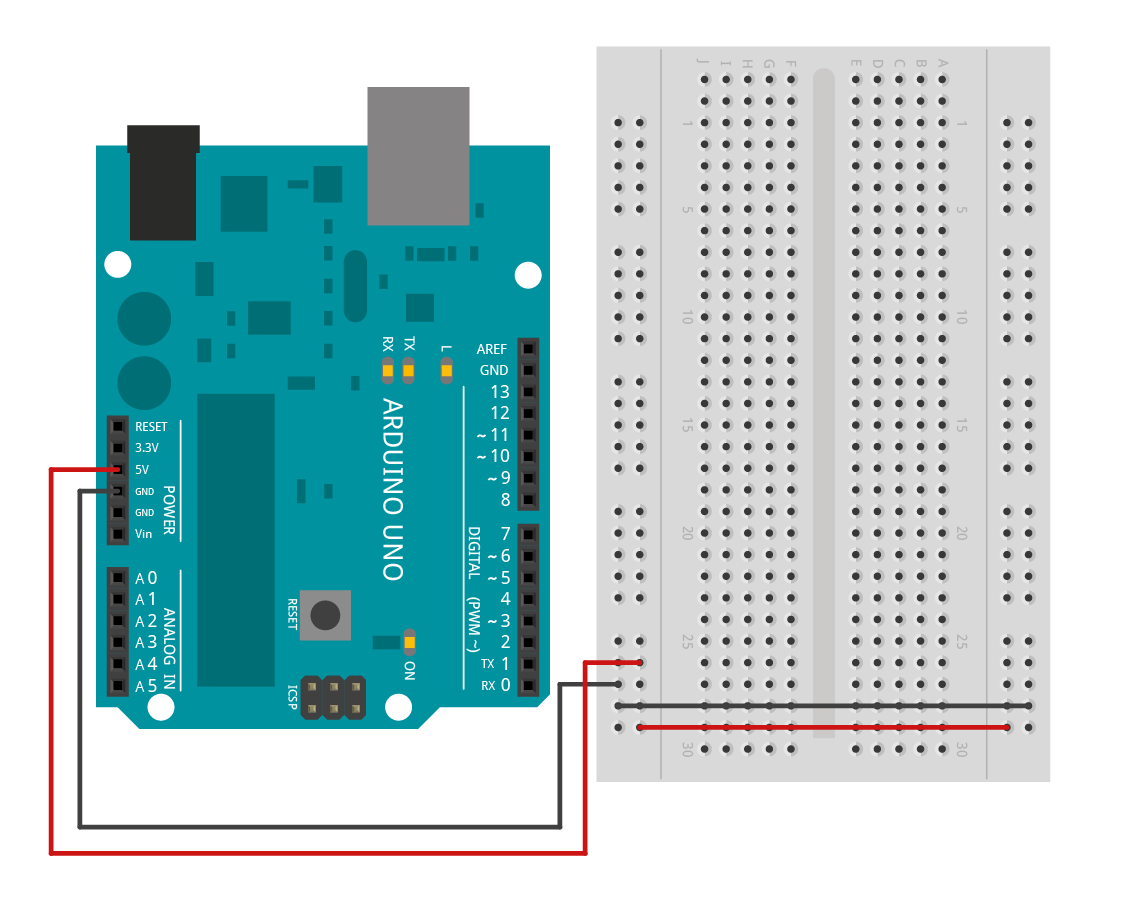 RX TX L
AREF
GND
13
12
~ 11
~ 10
~ 9
8
7
~ 6
~ 5
4
~ 3
2
TX 1
RX 0
DIGITAL (PWM ~)
ARDUINO UNO
RESET
3.3V
5V
GND
GND
Vin
POWER
A 0
A 1
A 2
A 3
A 4
A 5
ANALOG IN
RESET
ICSP
ON
J I H G F E D C B A
1 1
5 5
10 10
15 15
20 20
25 25
30 30